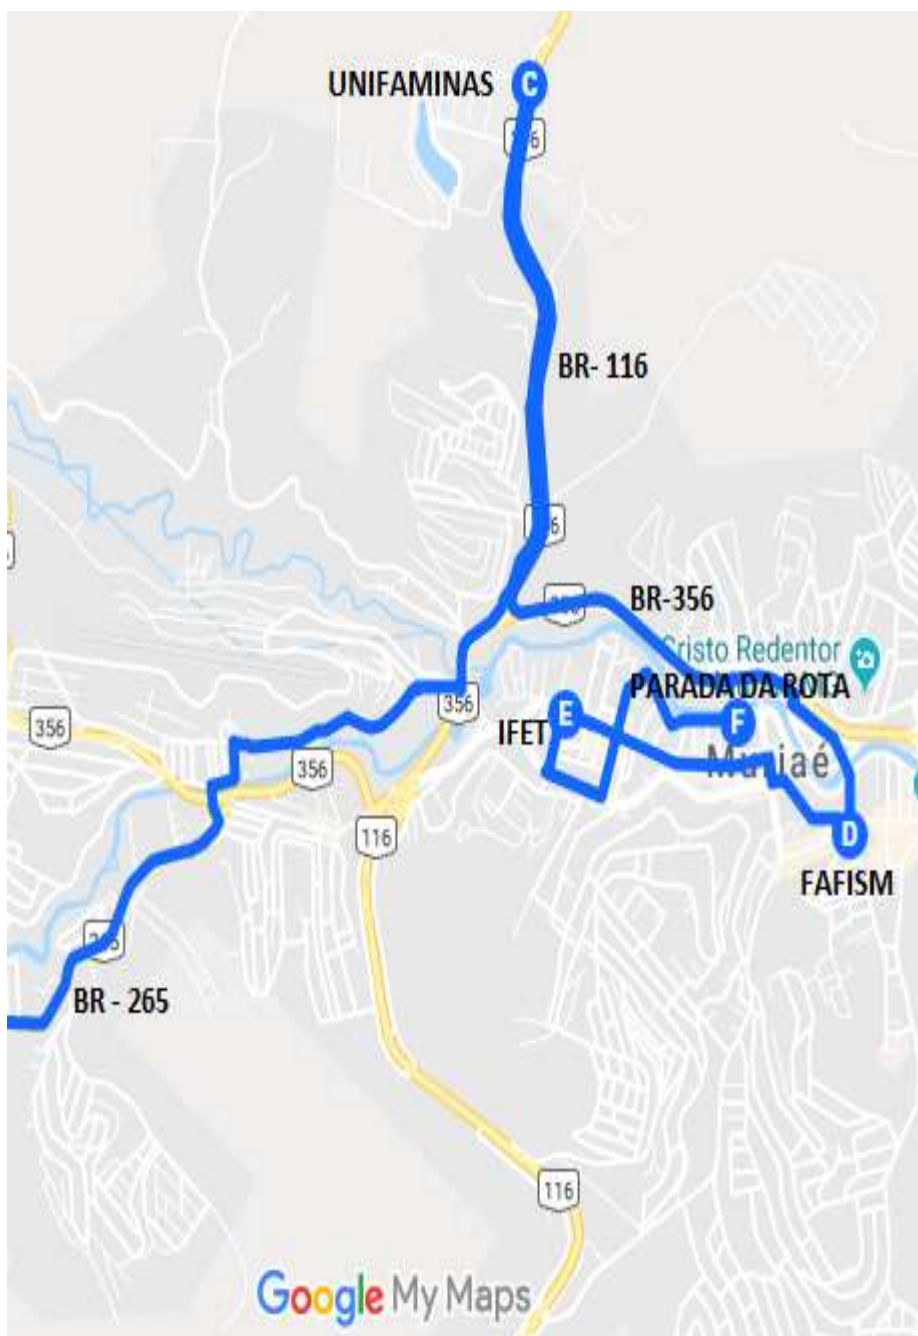 UNIFAMINAS
C
BR- 116
BR-356
Cristo Redentor
PARADA DA ROTA
356
E
F
IFET
356
Muriaé
356
116
D
FAFISM
BR - 265
116
Google My Maps